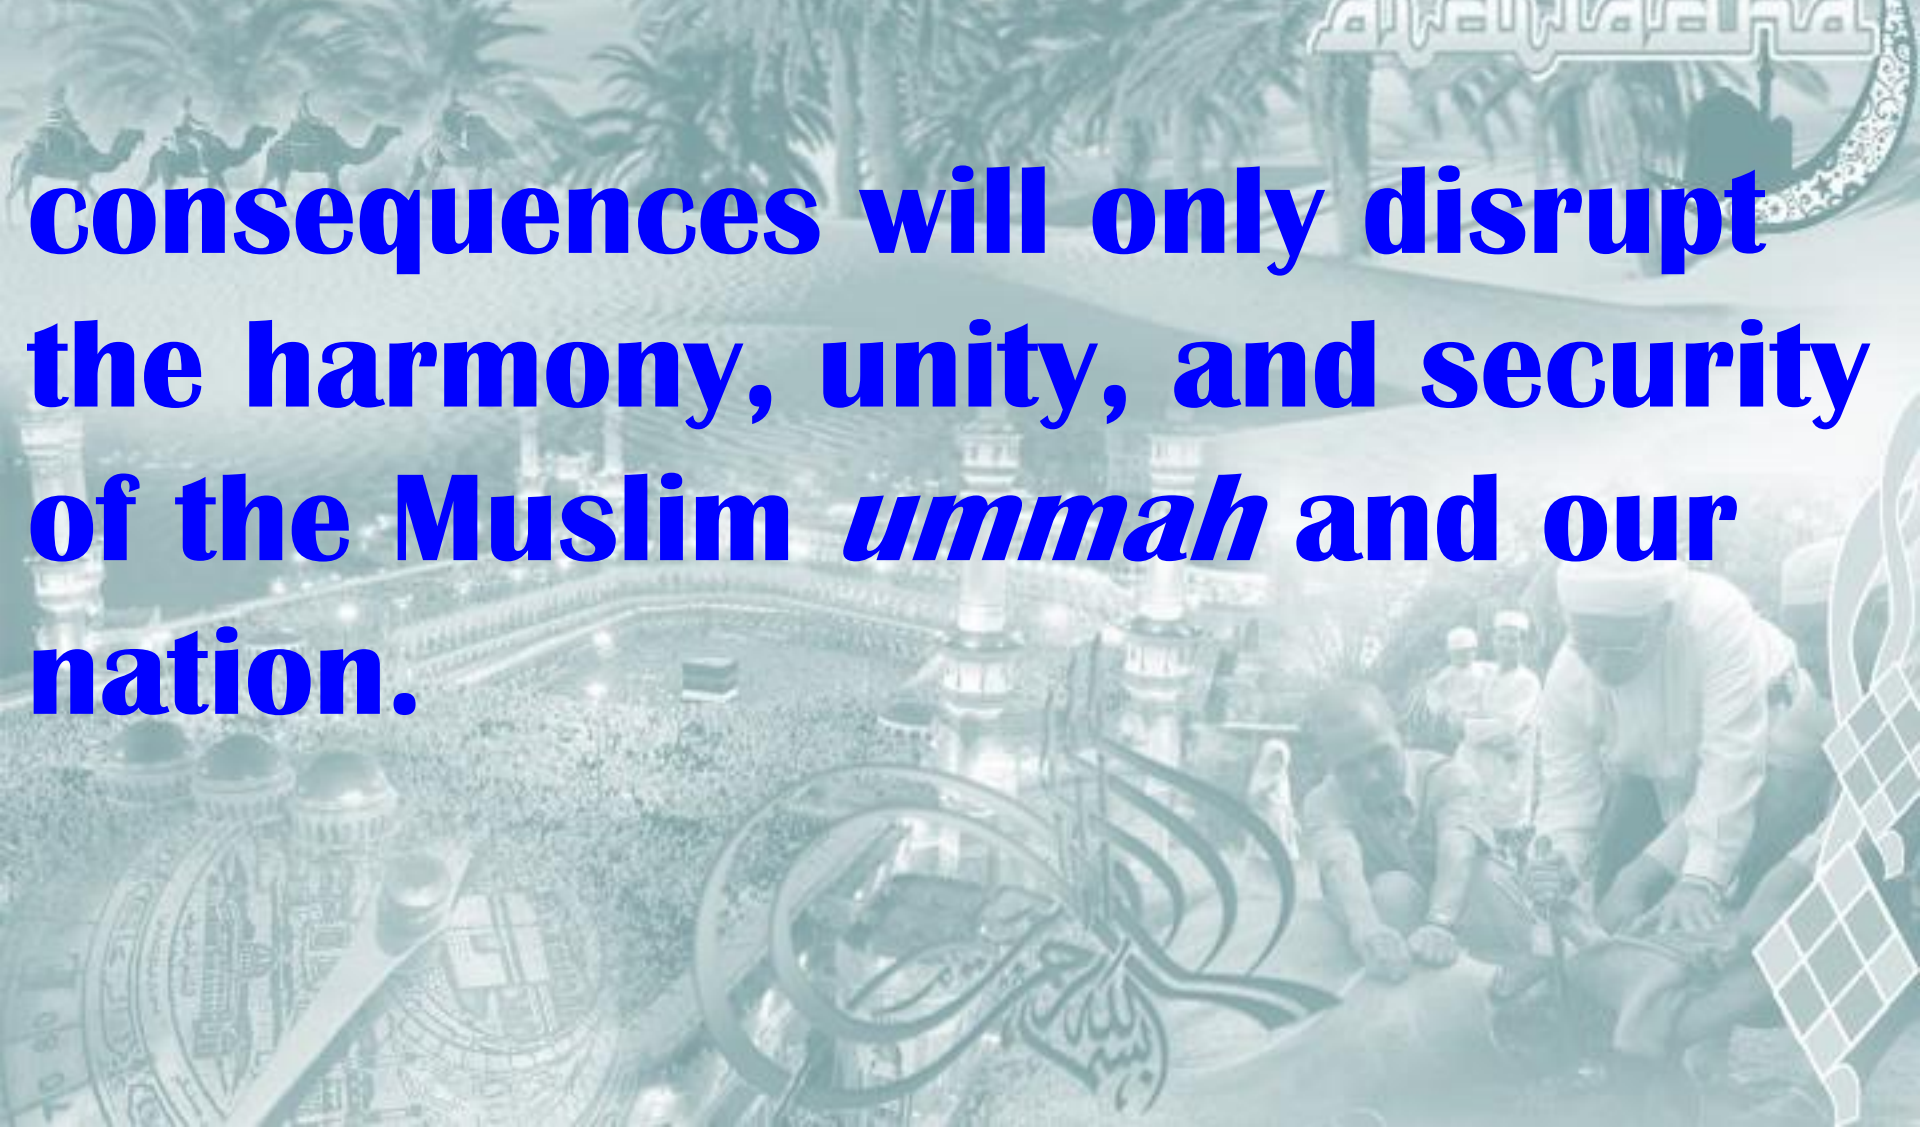 consequences will only disrupt
the harmony, unity, and security
of the Muslim ummah and our
nation.